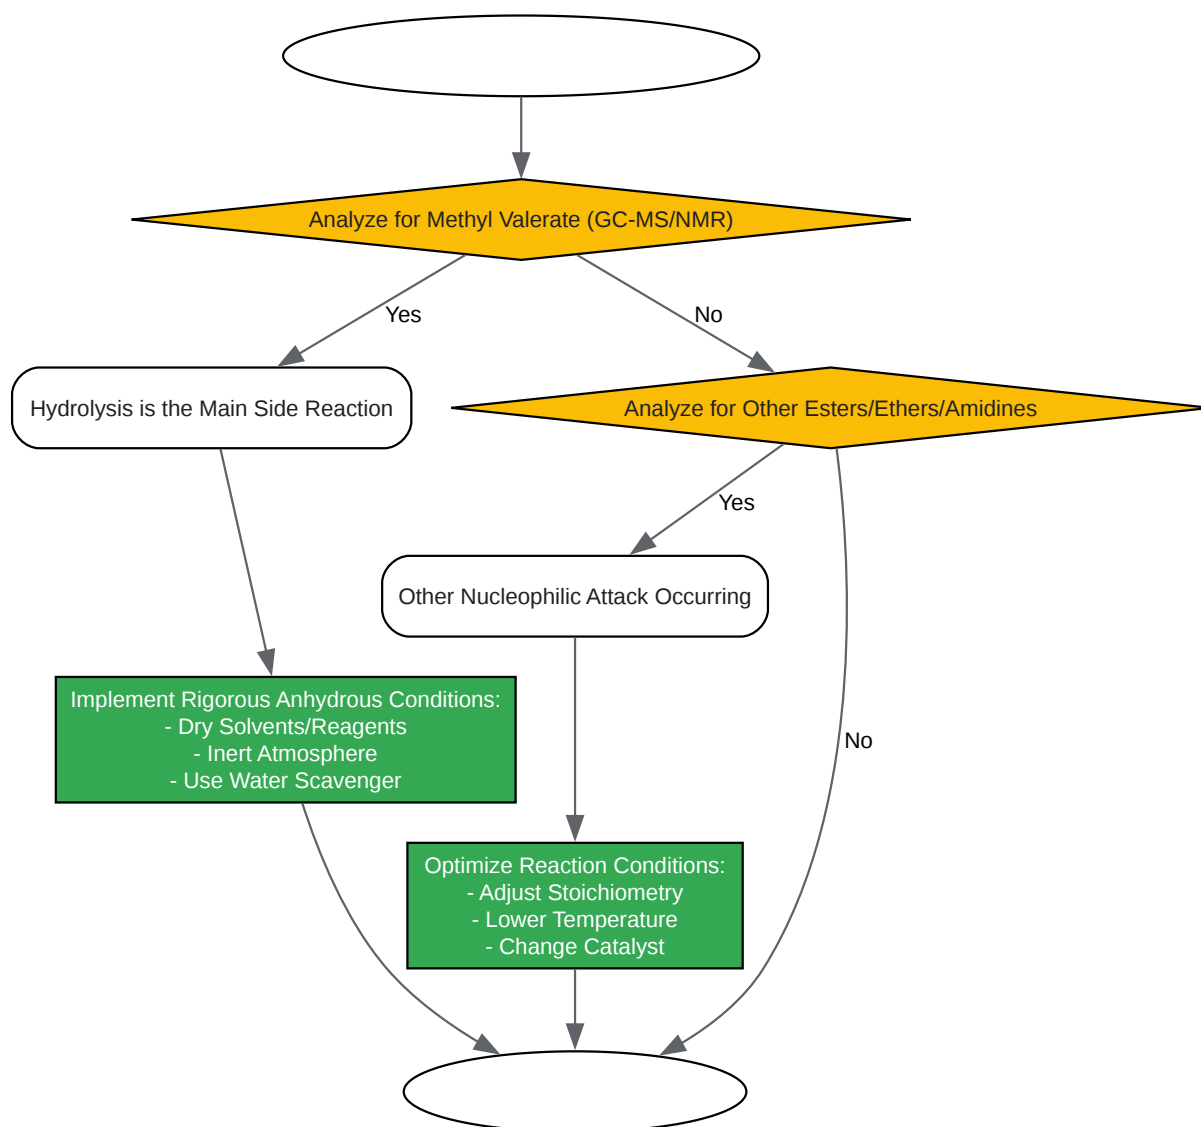 Analyze for Methyl Valerate (GC-MS/NMR)
Yes
No
Hydrolysis is the Main Side Reaction
Analyze for Other Esters/Ethers/Amidines
Yes
Other Nucleophilic Attack Occurring
Implement Rigorous Anhydrous Conditions:
- Dry Solvents/Reagents
- Inert Atmosphere
- Use Water Scavenger
No
Optimize Reaction Conditions:
- Adjust Stoichiometry
- Lower Temperature
- Change Catalyst